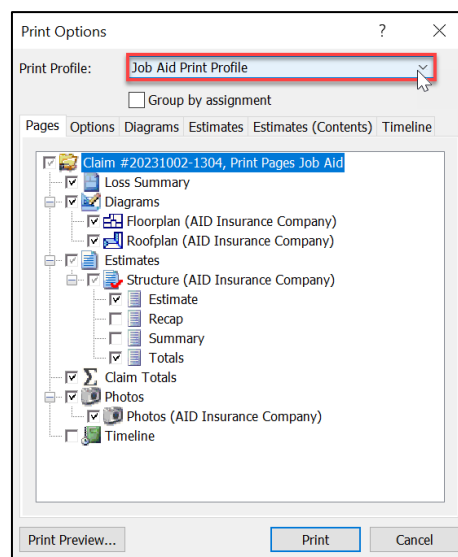 Print Options
Print Profile: Job Aid Print Profile
Group by assignment
Pages Options Diagrams Estimates Estimates (Contents) Timeline
Claim #20231002-1304, Print Pages Job Aid
Loss Summary
Diagrams
Floorplan (AID Insurance Company)
Roofplan (AID Insurance Company)
Estimates
Structure (AID Insurance Company)
Estimate
Recap
Summary
Totals
Claim Totals
Photos
Photos (AID Insurance Company)
Timeline
Print Preview... Print Cancel